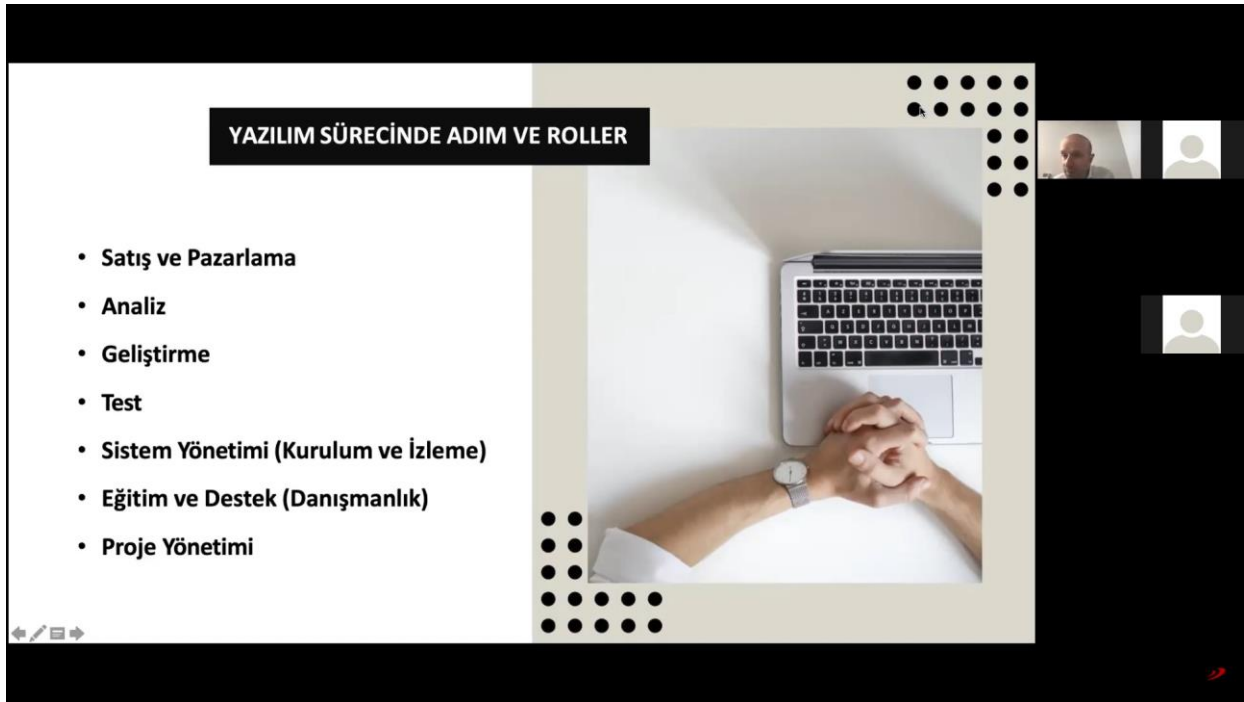 YAZILIM SÜRECİNDE ADIM VE ROLLER
• Satış ve Pazarlama
• Analiz
• Geliştirme
• Test
• Sistem Yönetimi (Kurulum ve İzleme)
• Eğitim ve Destek (Danışmanlık)
• Proje Yönetimi